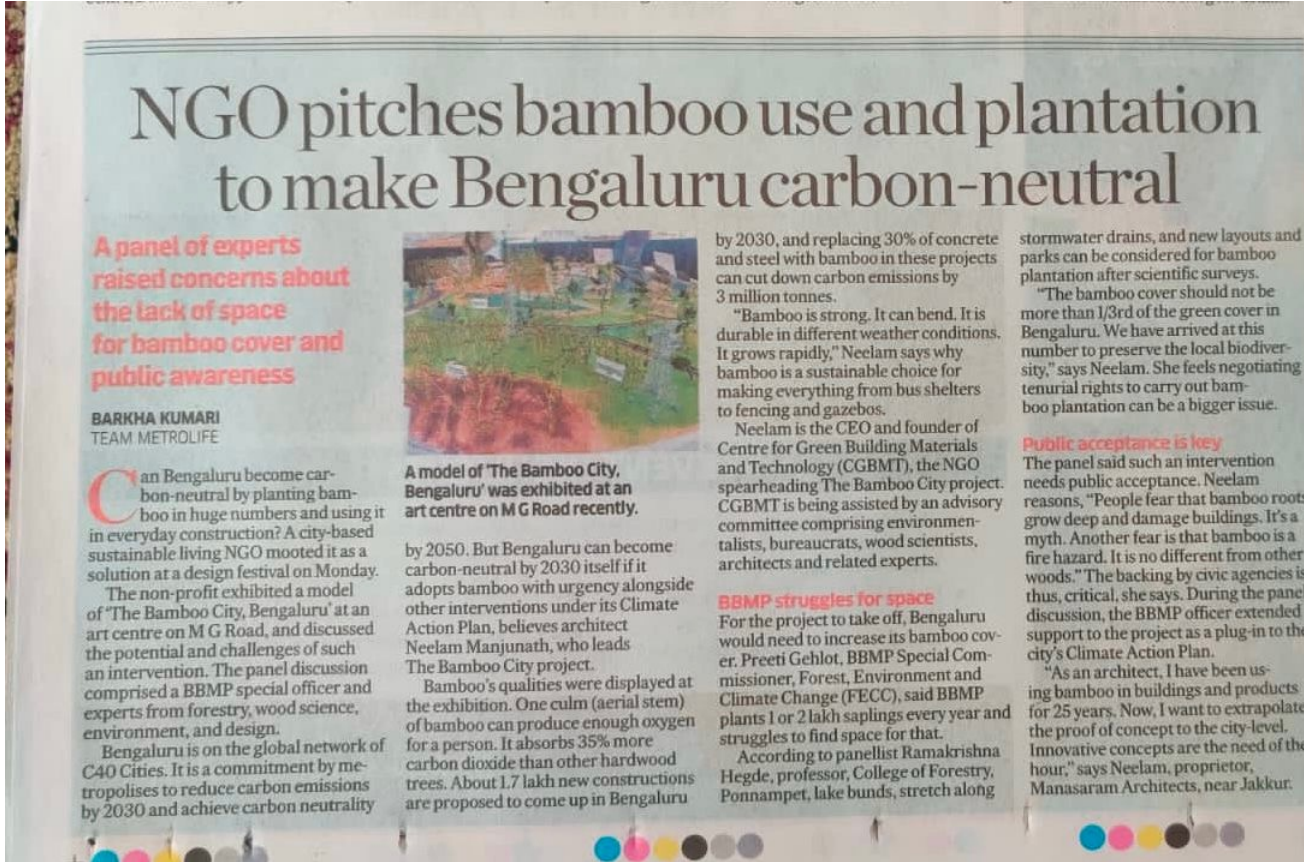 NGO pitches bamboo use and plantation
to make Bengaluru carbon-neutral
A panel of experts
raised concerns about
the lack of space
for bamboo cover and
public awareness
BARKHA KUMARI
TEAM METROLIFE
Can Bengaluru become car-
bon-neutral by planting bam-
boo in huge numbers and using it
in everyday construction? A city-based
sustainable living NGO mooted it as a
solution at a design festival on Monday.
The non-profit exhibited a model
of 'The Bamboo City, Bengaluru' at an
art centre on M G Road, and discussed
the potential and challenges of such
an intervention. The panel discussion
comprised a BBMP special officer and
experts from forestry, wood science,
environment, and design.
Bengaluru is on the global network of
C40 Cities. It is a commitment by me-
tropolises to reduce carbon emissions
by 2030 and achieve carbon neutrality
A model of 'The Bamboo City,
Bengaluru' was exhibited at an
art centre on M G Road recently.
by 2050. But Bengaluru can become
carbon-neutral by 2030 itself if it
adopts bamboo with urgency alongside
other interventions under its Climate
Action Plan, believes architect
Neelam Manjunath, who leads
The Bamboo City project.
Bamboo's qualities were displayed at
the exhibition. One culm (aerial stem)
of bamboo can produce enough oxygen
for a person. It absorbs 35% more
carbon dioxide than other hardwood
trees. About 1.7 lakh new constructions
are proposed to come up in Bengaluru
by 2030, and replacing 30% of concrete
and steel with bamboo in these projects
can cut down carbon emissions by
3 million tonnes.
"Bamboo is strong. It can bend. It is
durable in different weather conditions.
It grows rapidly," Neelam says why
bamboo is a sustainable choice for
making everything from bus shelters
to fencing and gazebos.
Neelam is the CEO and founder of
Centre for Green Building Materials
and Technology (CGBMT), the NGO
spearheading The Bamboo City project.
CGBMT is being assisted by an advisory
committee comprising environmen-
talists, bureaucrats, wood scientists,
architects and related experts.
BBMP struggles for space
For the project to take off, Bengaluru
would need to increase its bamboo cov-
er. Preeti Gehlot, BBMP Special Com-
missioner, Forest, Environment and
Climate Change (FECC), said BBMP
plants 1 or 2 lakh saplings every year and
struggles to find space for that.
According to panellist Ramakrishna
Hegde, professor, College of Forestry,
Ponnampet, lake bunds, stretch along
stormwater drains, and new layouts and
parks can be considered for bamboo
plantation after scientific surveys.
"The bamboo cover should not be
more than 1/3rd of the green cover in
Bengaluru. We have arrived at this
number to preserve the local biodiver-
sity," says Neelam. She feels negotiating
tenurial rights to carry out bam-
boo plantation can be a bigger issue.
Public acceptance is key
The panel said such an intervention
needs public acceptance. Neelam
reasons, "People fear that bamboo roots
grow deep and damage buildings. It's a
myth. Another fear is that bamboo is a
fire hazard. It is no different from other
woods." The backing by civic agencies is
thus, critical, she says. During the pane
discussion, the BBMP officer extended
support to the project as a plug-in to the
city's Climate Action Plan.
"As an architect, I have been us-
ing bamboo in buildings and products
for 25 years. Now, I want to extrapolate
the proof of concept to the city-level.
Innovative concepts are the need of the
hour," says Neelam, proprietor,
Manasaram Architects, near Jakkur.